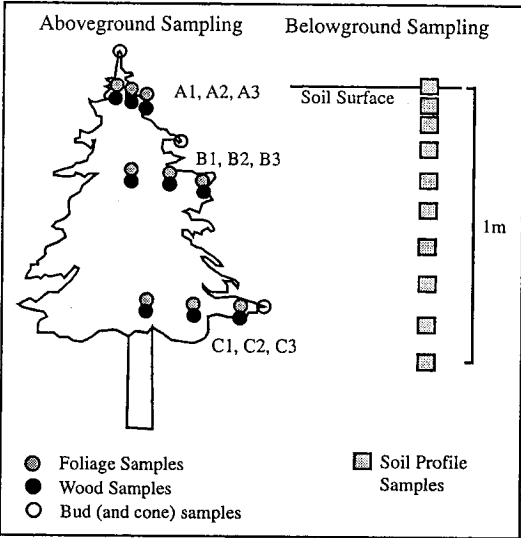 Aboveground Sampling
Belowground Sampling
A1, A2, A3
Soil Surface
B1, B2, B3
1m
C1, C2, C3
Foliage Samples
Wood Samples
Bud (and cone) samples
Soil Profile
Samples